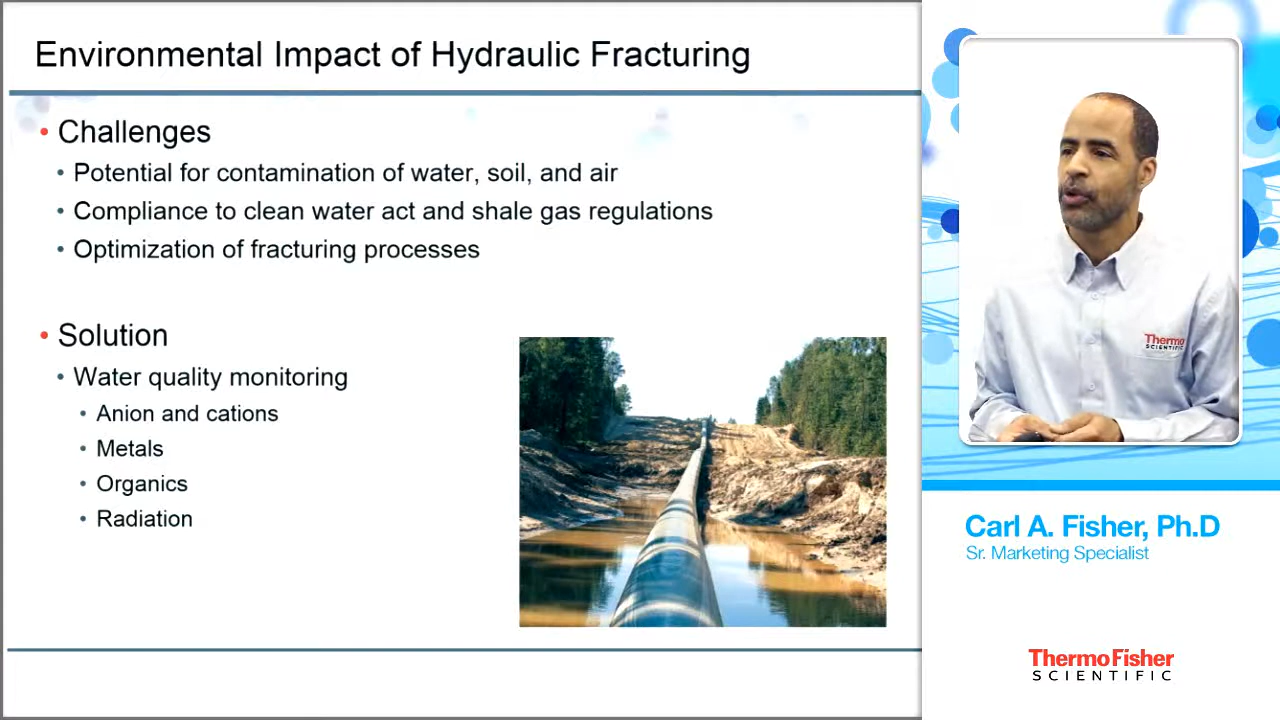 Environmental Impact of Hydraulic Fracturing
Challenges
Potential for contamination of water, soil, and air
Compliance to clean water act and shale gas regulations
Optimization of fracturing processes
Solution
Water quality monitoring
Anion and cations
Metals
Organics
Radiation
Thermo
SCIENTIFIC
Carl A. Fisher, Ph.D
Sr. Marketing Specialist
ThermoFisher
SCIENTIFIC